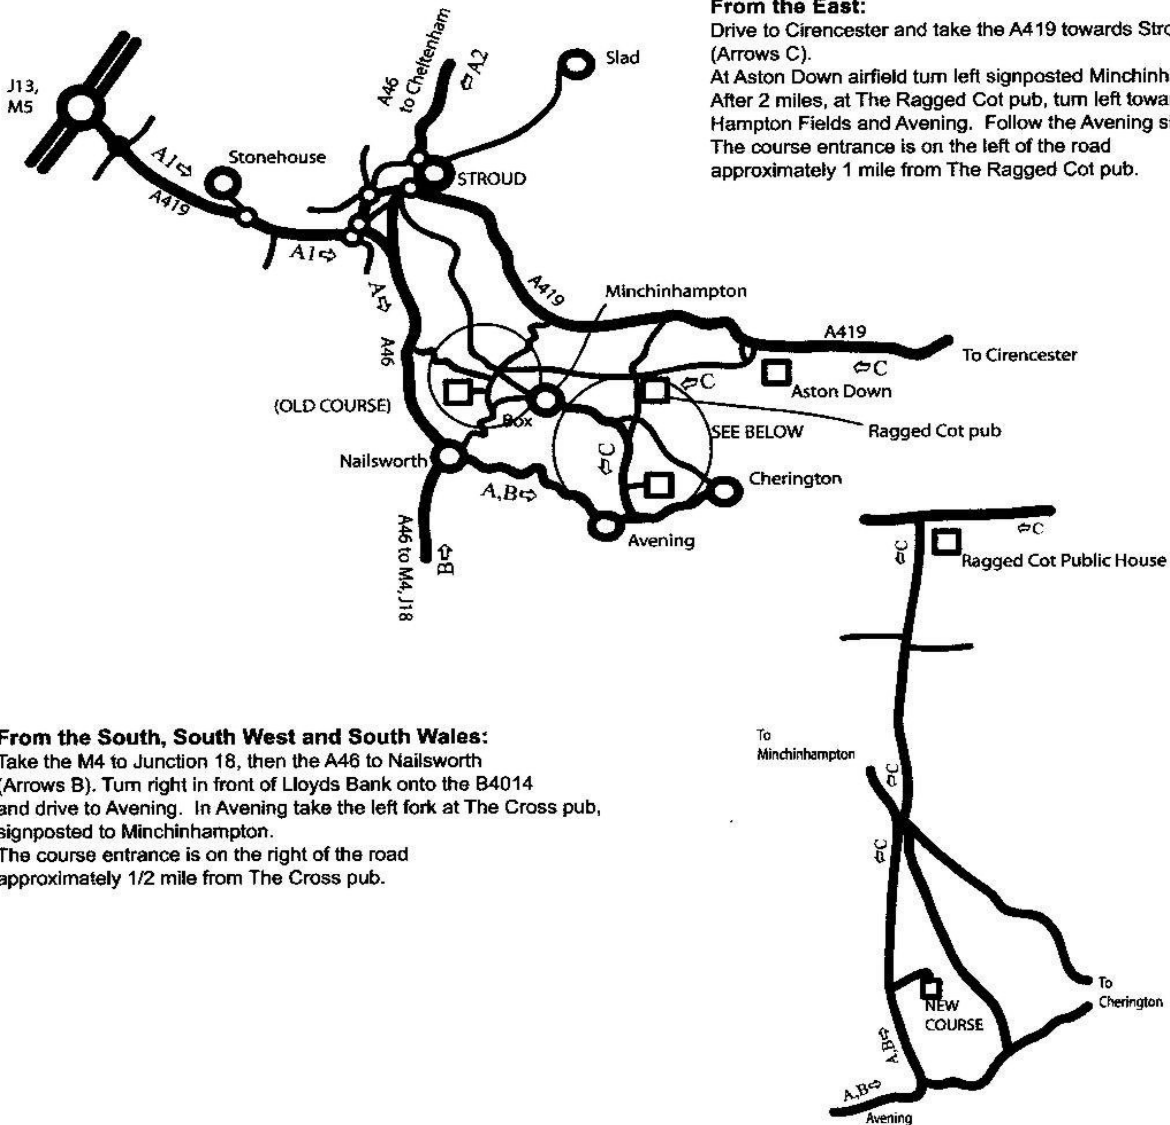 From the East:
Drive to Cirencester and take the A419 towards
(Arrows C).
At Aston Down airfield turn left signposted
After 2 miles, at The Ragged Cot pub, turn left
Hampton Fields and Avening. Follow the Avening
The course entrance is on the left of the road
approximately 1 mile from The Ragged Cot pub.
J13,
M5
A1⇨
A419
Stonehouse
A1⇨
A46
to Cheltenham
⇦A2
Slad
STROUD
A⇨
A46
A419
Minchinhampton
A419
To Cirencester
⇦C
⇦C
Aston Down
(OLD COURSE)
Box
SEE BELOW
Ragged Cot pub
⇦C
Nailsworth
A,B⇨
Cherington
Avening
A46 to M4,J18
B⇨
⇦C
⇦C
Ragged Cot Public House
To
Minchinhampton
⇦C
⇦C
To
Cherington
NEW
COURSE
A,B⇨
A,B⇨
Avening
From the South, South West and South Wales:
Take the M4 to Junction 18, then the A46 to Nailsworth
(Arrows B). Turn right in front of Lloyds Bank onto the B4014
and drive to Avening. In Avening take the left fork at The Cross pub,
signposted to Minchinhampton.
The course entrance is on the right of the road
approximately 1/2 mile from The Cross pub.